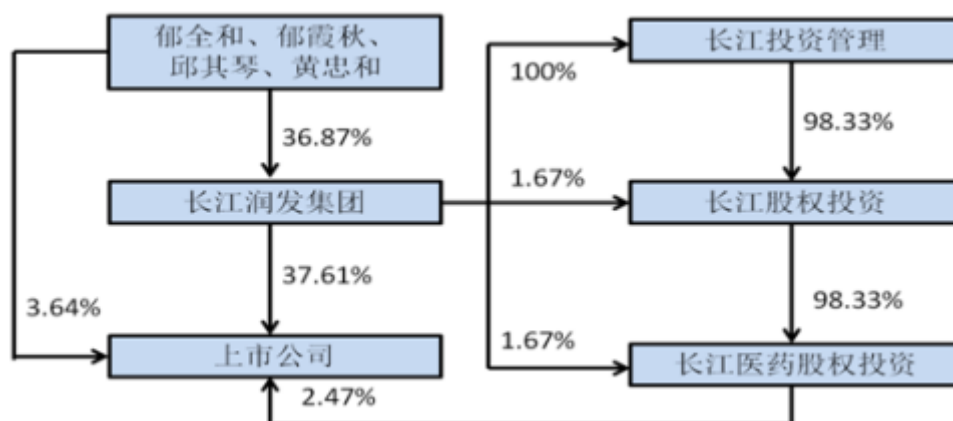 郁全和、郁霞秋、
邱其琴、黄忠和
长江投资管理
100%
36.87%
98.33%
长江润发集团
1.67%
长江股权投资
37.61%
98.33%
3.64%
1.67%
上市公司
长江医药股权投资
2.47%